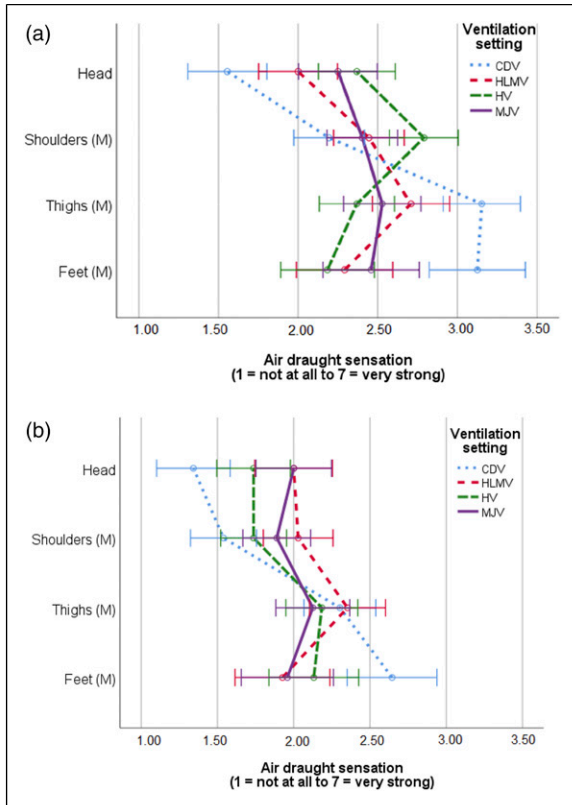 (a)
Ventilation
setting
CDV
HLMV
HV
MJV
Head
Shoulders (M)
Thighs (M)
Feet (M)
1.00 2.00 2.50 3.00 3.50
Air draught sensation
(1 = not at all to 7 = very strong)
(b)
Ventilation
setting
CDV
HLMV
HV
MJV
Head
Shoulders (M)
Thighs (M)
Feet (M)
1.00 1.50 2.00 2.50 3.00 3.50
Air draught sensation
(1 = not at all to 7 = very strong)